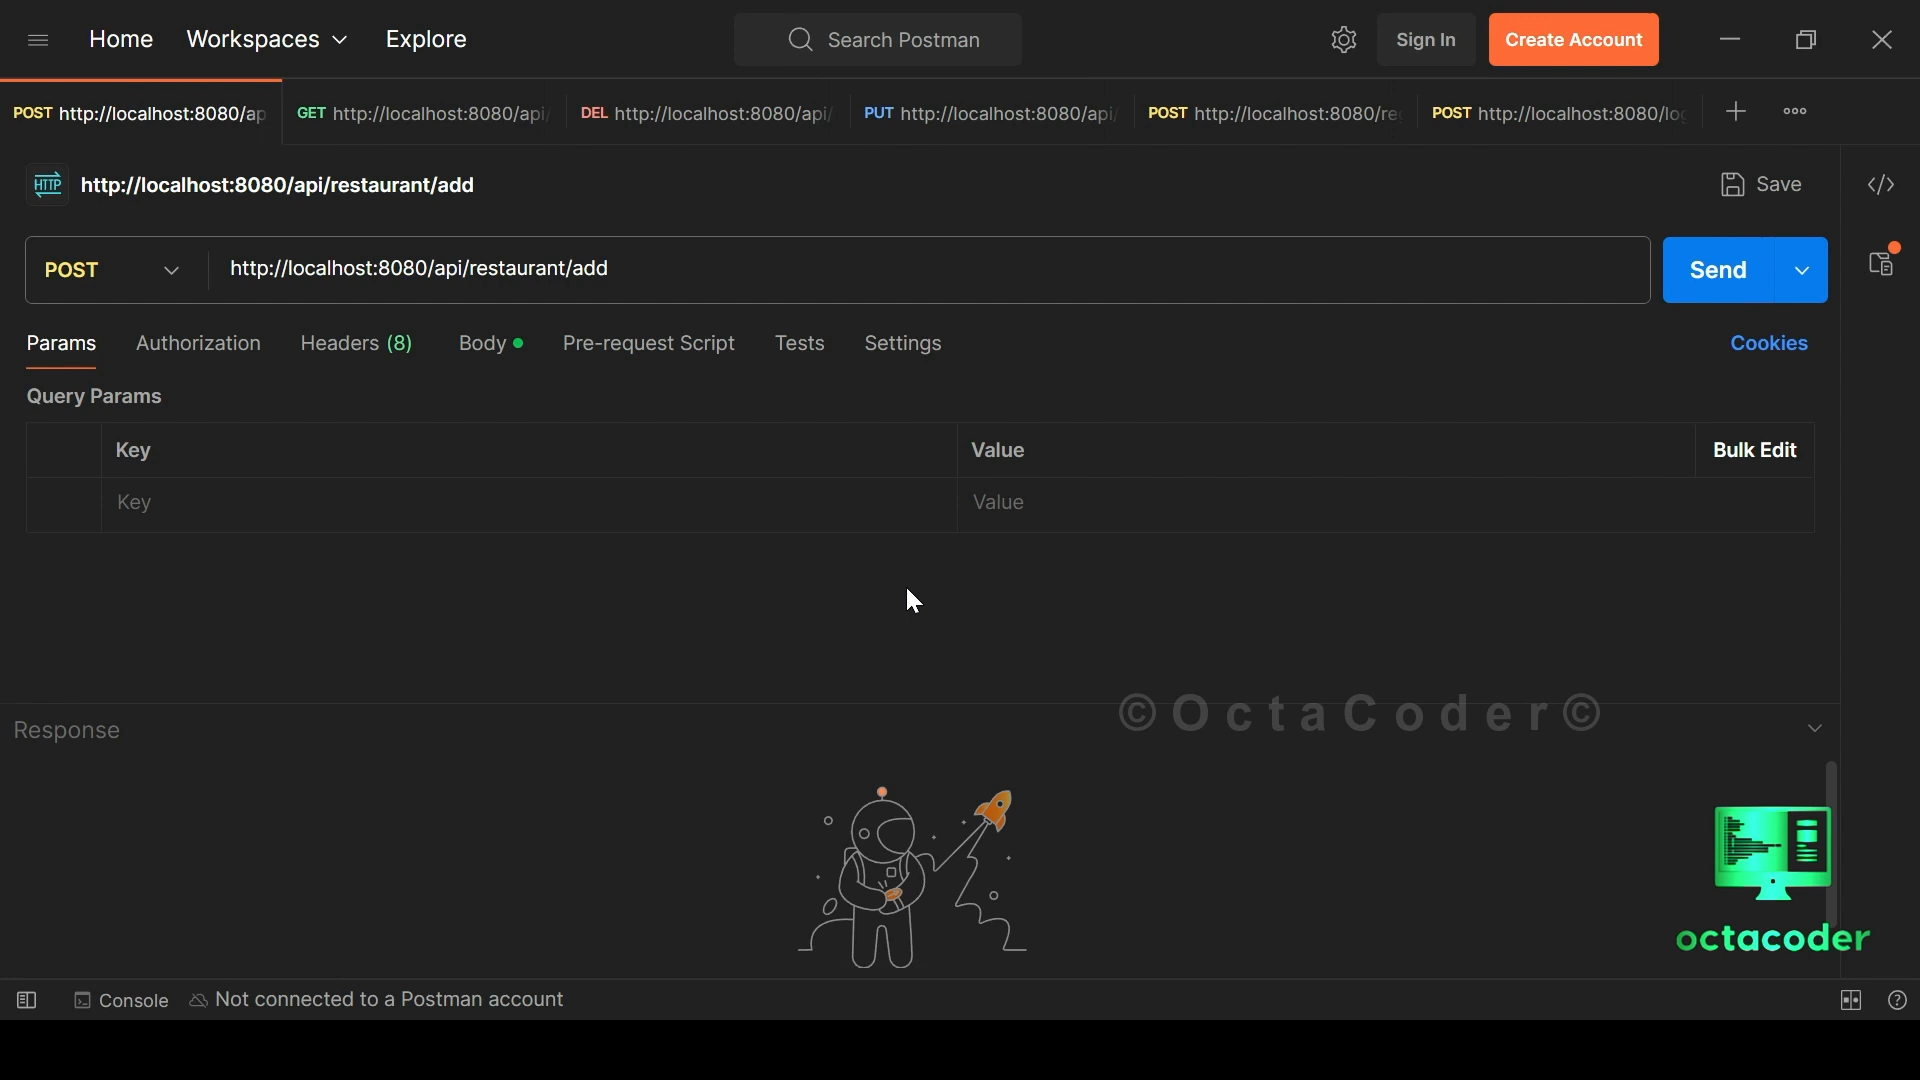 Home Workspaces Explore Search Postman Sign In Create Account
POST http://localhost:8080/ap GET http://localhost:8080/api/ DEL http://localhost:8080/api/ PUT http://localhost:8080/api/ POST http://localhost:8080/re POST http://localhost:8080/lo
HTTP http://localhost:8080/api/restaurant/add Save
POST http://localhost:8080/api/restaurant/add Send
Params Authorization Headers (8) Body Pre-request Script Tests Settings Cookies
Query Params
Key Value Bulk Edit
Key Value
©OctaCoder©
Response
octacoder
Console Not connected to a Postman account